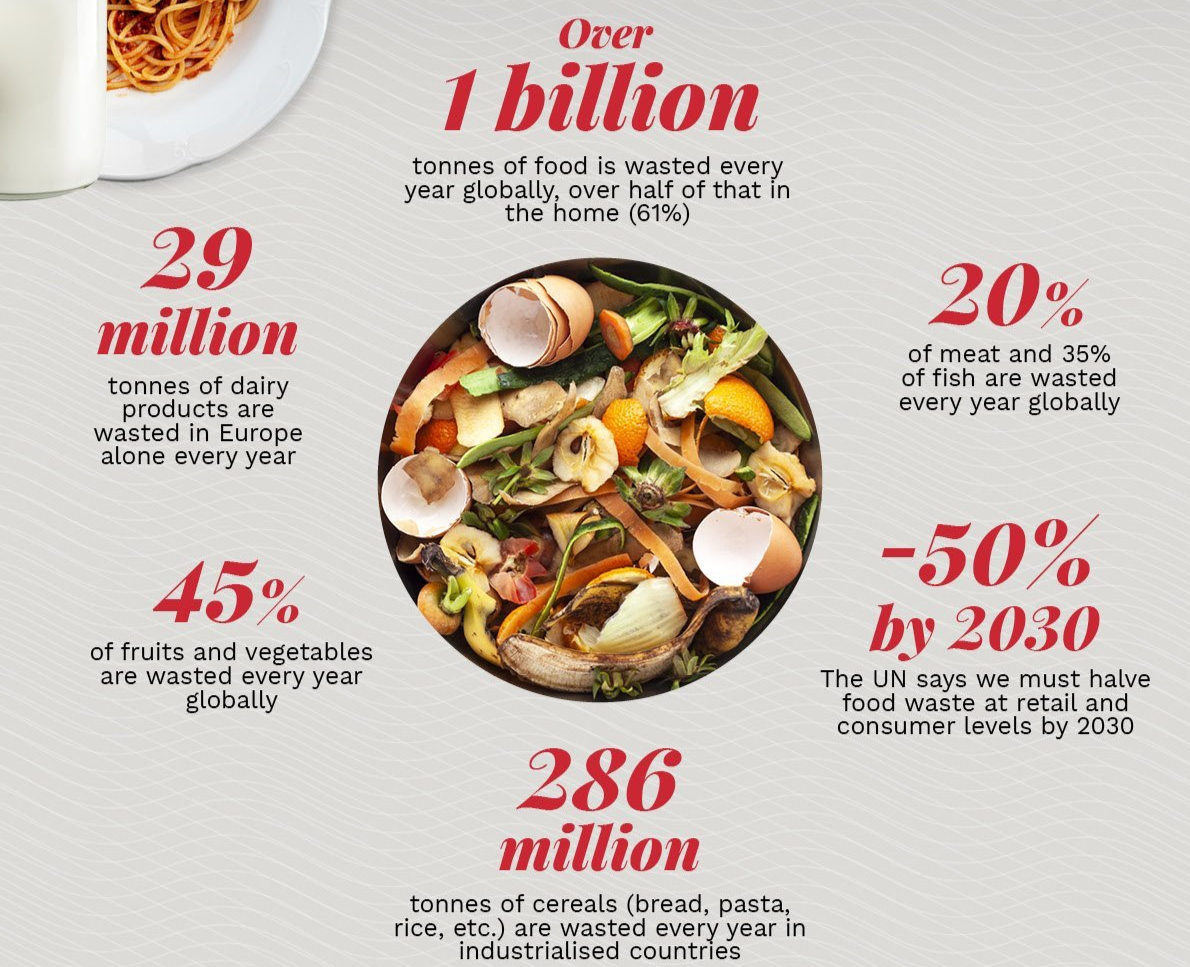 Over
1 billion
tonnes of food is wasted every
year globally, over half of that in
the home (61%)
29
million
tonnes of dairy
products are
wasted in Europe
alone every year
20%
of meat and 35%
of fish are wasted
every year globally
45%
of fruits and vegetables
are wasted every year
globally
-50%
by 2030
The UN says we must halve
food waste at retail and
consumer levels by 2030
286
million
tonnes of cereals (bread, pasta,
rice, etc.) are wasted every year in
industrialised countries